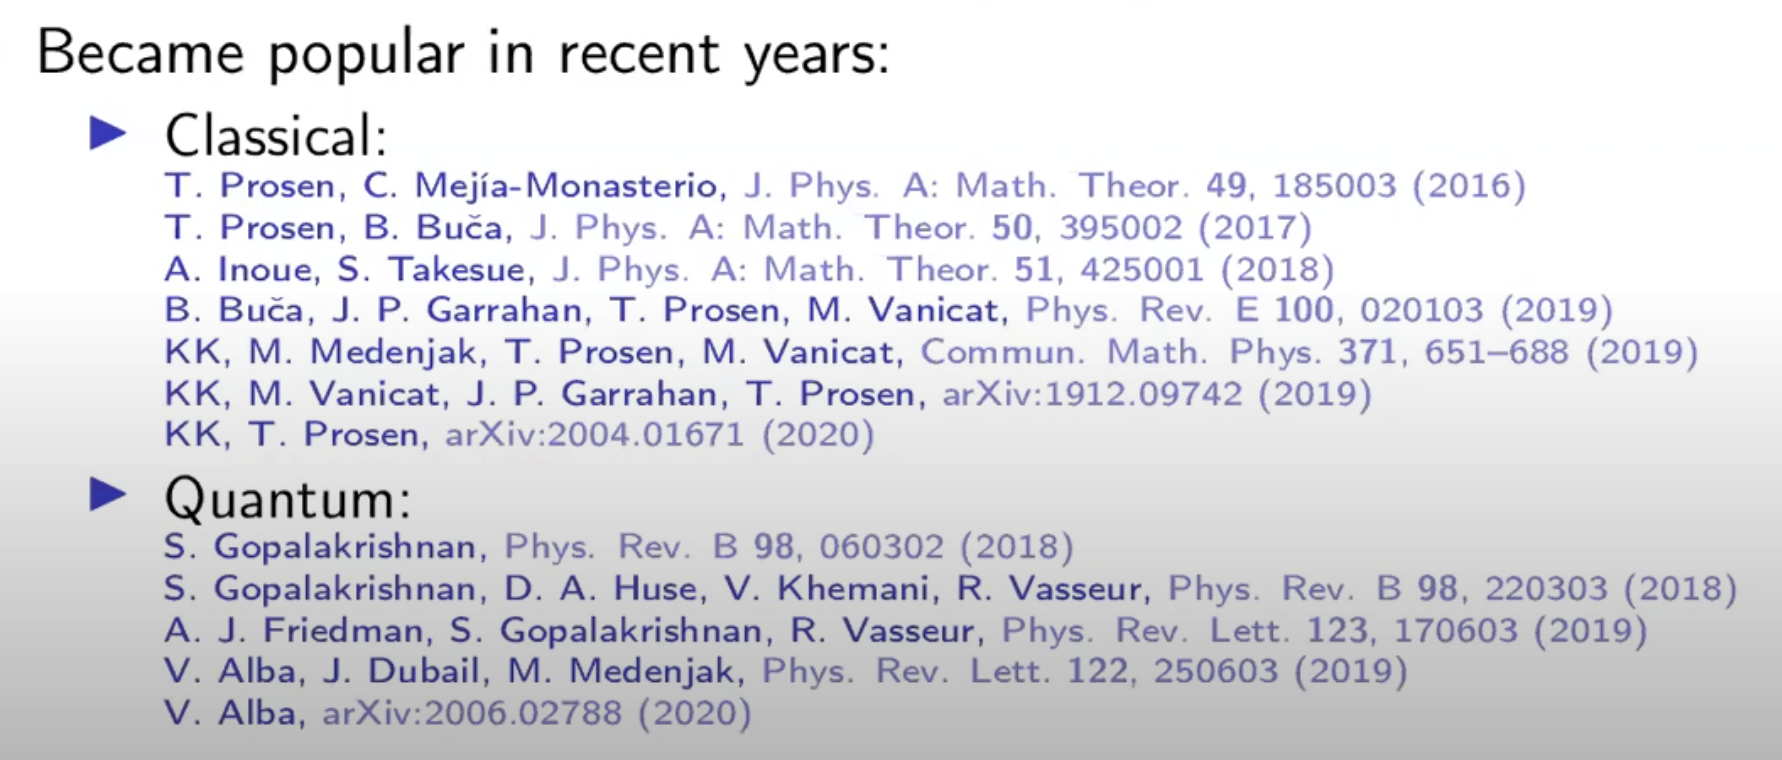 Became popular in recent years:
Classical:
T. Prosen, C. Mejía-Monasterio, J. Phys. A: Math. Theor. 49, 185003 (2016)
T. Prosen, B. Buča, J. Phys. A: Math. Theor. 50, 395002 (2017)
A. Inoue, S. Takesue, J. Phys. A: Math. Theor. 51, 425001 (2018)
B. Buča, J. P. Garrahan, T. Prosen, M. Vanicat, Phys. Rev. E 100, 020103 (2019)
KK, M. Medenjak, T. Prosen, M. Vanicat, Commun. Math. Phys. 371, 651–688 (2019)
KK, M. Vanicat, J. P. Garrahan, T. Prosen, arXiv:1912.09742 (2019)
KK, T. Prosen, arXiv:2004.01671 (2020)
Quantum:
S. Gopalakrishnan, Phys. Rev. B 98, 060302 (2018)
S. Gopalakrishnan, D. A. Huse, V. Khemani, R. Vasseur, Phys. Rev. B 98, 220303 (2018)
A. J. Friedman, S. Gopalakrishnan, R. Vasseur, Phys. Rev. Lett. 123, 170603 (2019)
V. Alba, J. Dubail, M. Medenjak, Phys. Rev. Lett. 122, 250603 (2019)
V. Alba, arXiv:2006.02788 (2020)